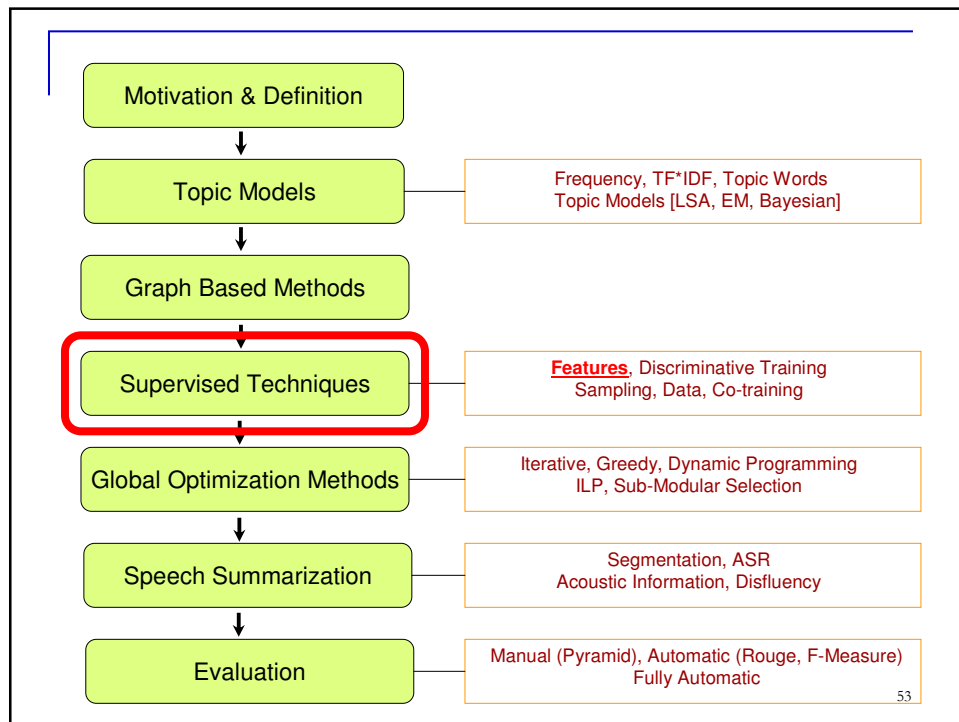 Motivation & Definition
Topic Models
Frequency, TF*IDF, Topic Words
Topic Models [LSA, EM, Bayesian]
Graph Based Methods
Supervised Techniques
Features, Discriminative Training
Sampling, Data, Co-training
Global Optimization Methods
Iterative, Greedy, Dynamic Programming
ILP, Sub-Modular Selection
Speech Summarization
Segmentation, ASR
Acoustic Information, Disfluency
Evaluation
Manual (Pyramid), Automatic (Rouge, F-Measure)
Fully Automatic
53